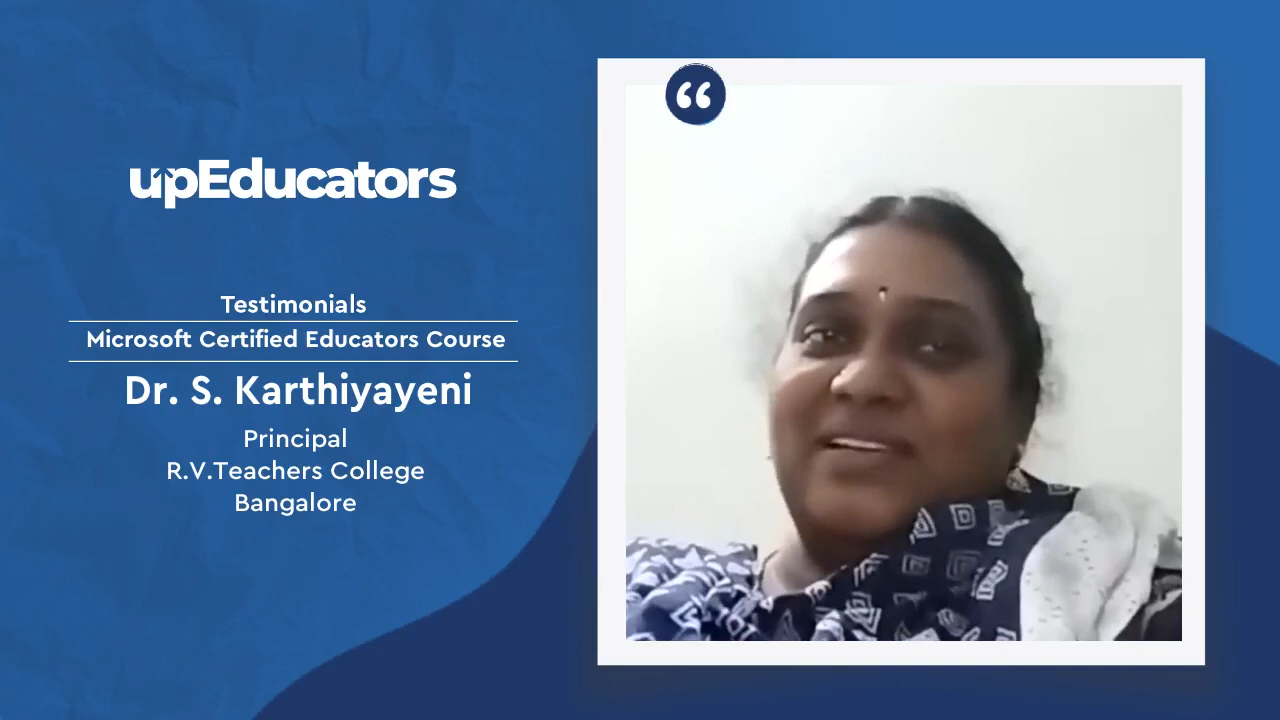 upEducators
Testimonials
Microsoft Certified Educators Course
Dr. S. Karthiyayeni
Principal
R.V.Teachers College
Bangalore